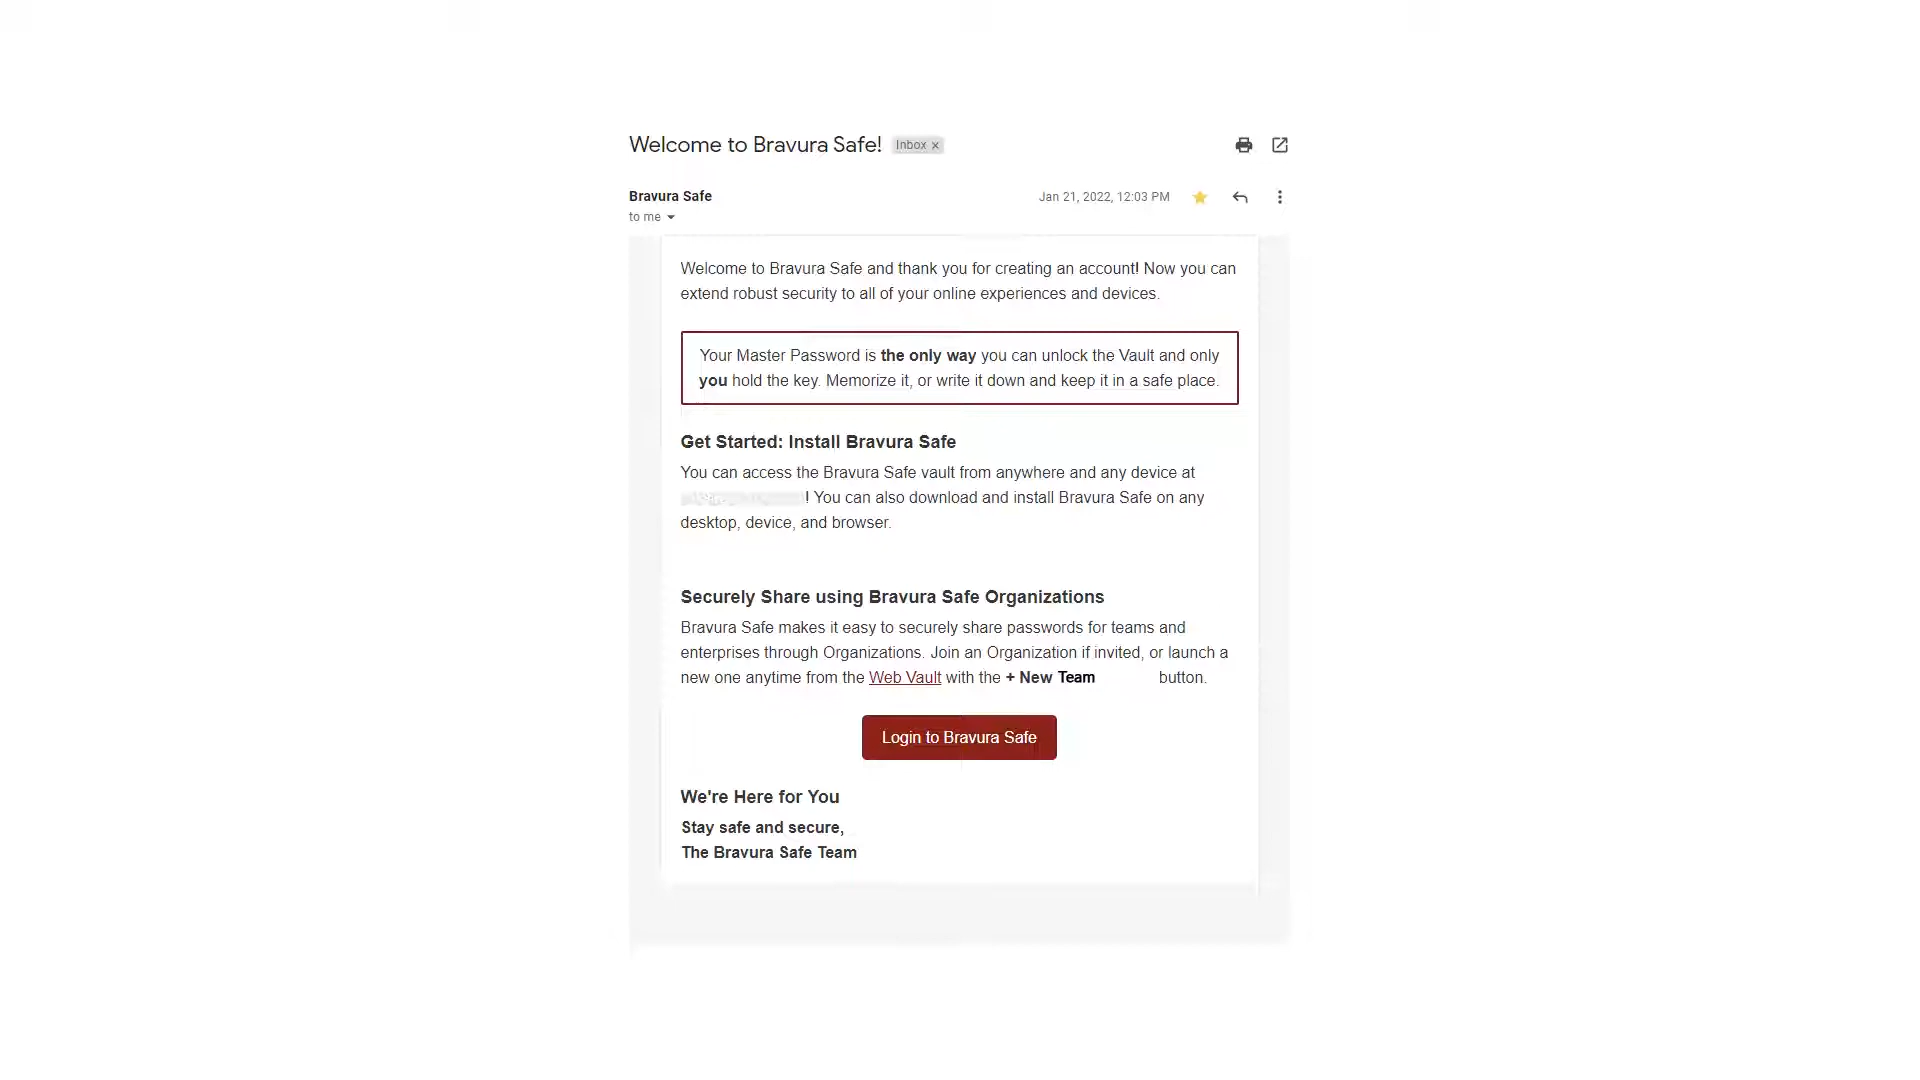 Welcome to Bravura Safe! Inbox ×
Bravura Safe Jan 21, 2022, 12:03 PM
to me
Welcome to Bravura Safe and thank you for creating an account! Now you can
extend robust security to all of your online experiences and devices.
Your Master Password is the only way you can unlock the Vault and only
you hold the key. Memorize it, or write it down and keep it in a safe place.
Get Started: Install Bravura Safe
You can access the Bravura Safe vault from anywhere and any device at
! You can also download and install Bravura Safe on any
desktop, device, and browser.
Securely Share using Bravura Safe Organizations
Bravura Safe makes it easy to securely share passwords for teams and
enterprises through Organizations. Join an Organization if invited, or launch a
new one anytime from the Web Vault with the + New Team button.
Login to Bravura Safe
We're Here for You
Stay safe and secure,
The Bravura Safe Team